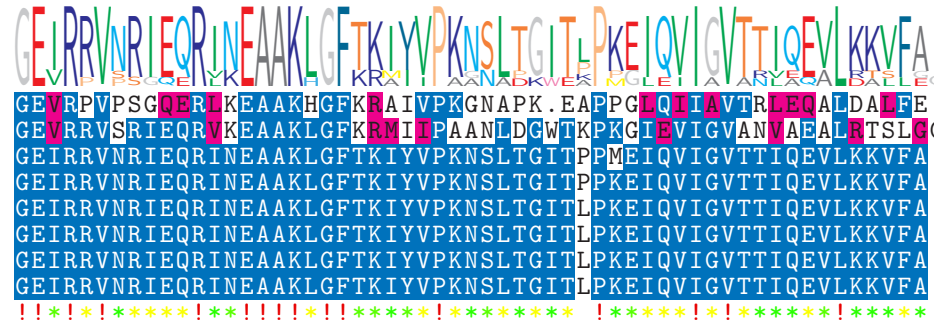 GEIRRVNRIEQRINEAAKLGFTKIYVPKNSLTGITLPKEIQVIGVTTIQEVLKKVFA
GEVRPVPSGQERLKEAAKHGFKRAIVPKGNAPK.EAPPGLQIIAVTRLEQALDALFE
GEVRRVSRIEQRVKEAAKLGFKRMIIPAANLDGWTKPKGIEVIGVANVAEALRTSLG
GEIRRVNRIEQRINEAAKLGFTKIYVPKNSLTGITPPMEIQVIGVTTIQEVLKKVFA
GEIRRVNRIEQRINEAAKLGFTKIYVPKNSLTGITPPKEIQVIGVTTIQEVLKKVFA
GEIRRVNRIEQRINEAAKLGFTKIYVPKNSLTGITLPKEIQVIGVTTIQEVLKKVFA
GEIRRVNRIEQRINEAAKLGFTKIYVPKNSLTGITLPKEIQVIGVTTIQEVLKKVFA
GEIRRVNRIEQRINEAAKLGFTKIYVPKNSLTGITLPKEIQVIGVTTIQEVLKKVFA
GEIRRVNRIEQRINEAAKLGFTKIYVPKNSLTGITLPKEIQVIGVTTIQEVLKKVFA
!!*!*!*****!**!!!!*!!*****!******** !*****!*!******!*****